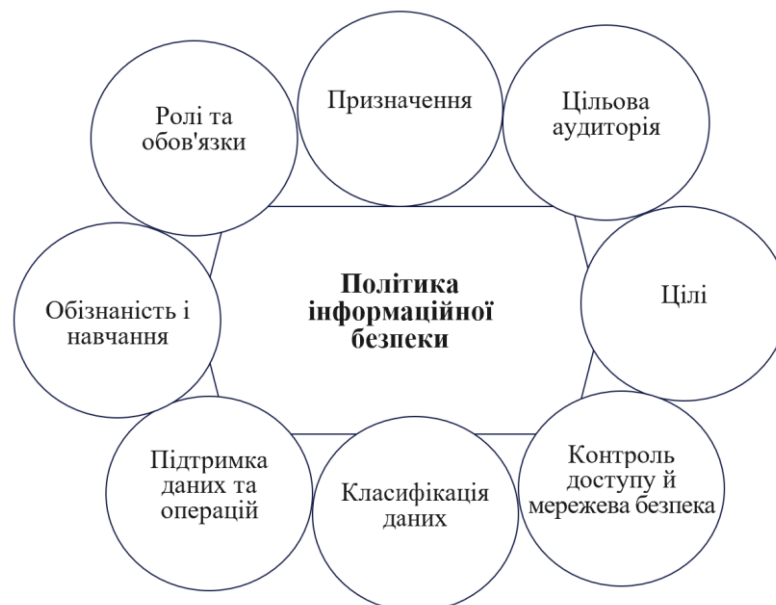 Призначення
Цільова
аудиторія
Ролі та
обов'язки
Цілі
Політика
інформаційної
безпеки
Обізнаність і
навчання
Контроль
доступу й
мережева безпека
Підтримка
даних та
операцій
Класифікація
даних